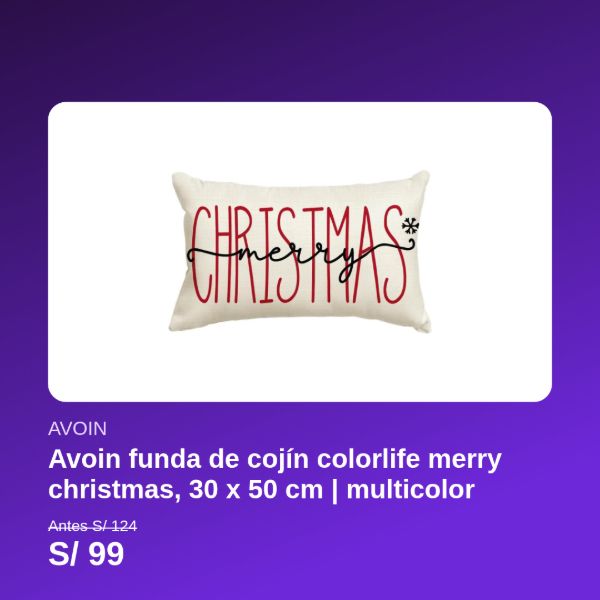 CHRISTMAS
merry
AVOIN
Avoin funda de cojín colorlife merry
christmas, 30 x 50 cm | multicolor
Antes S/ 124
S/ 99